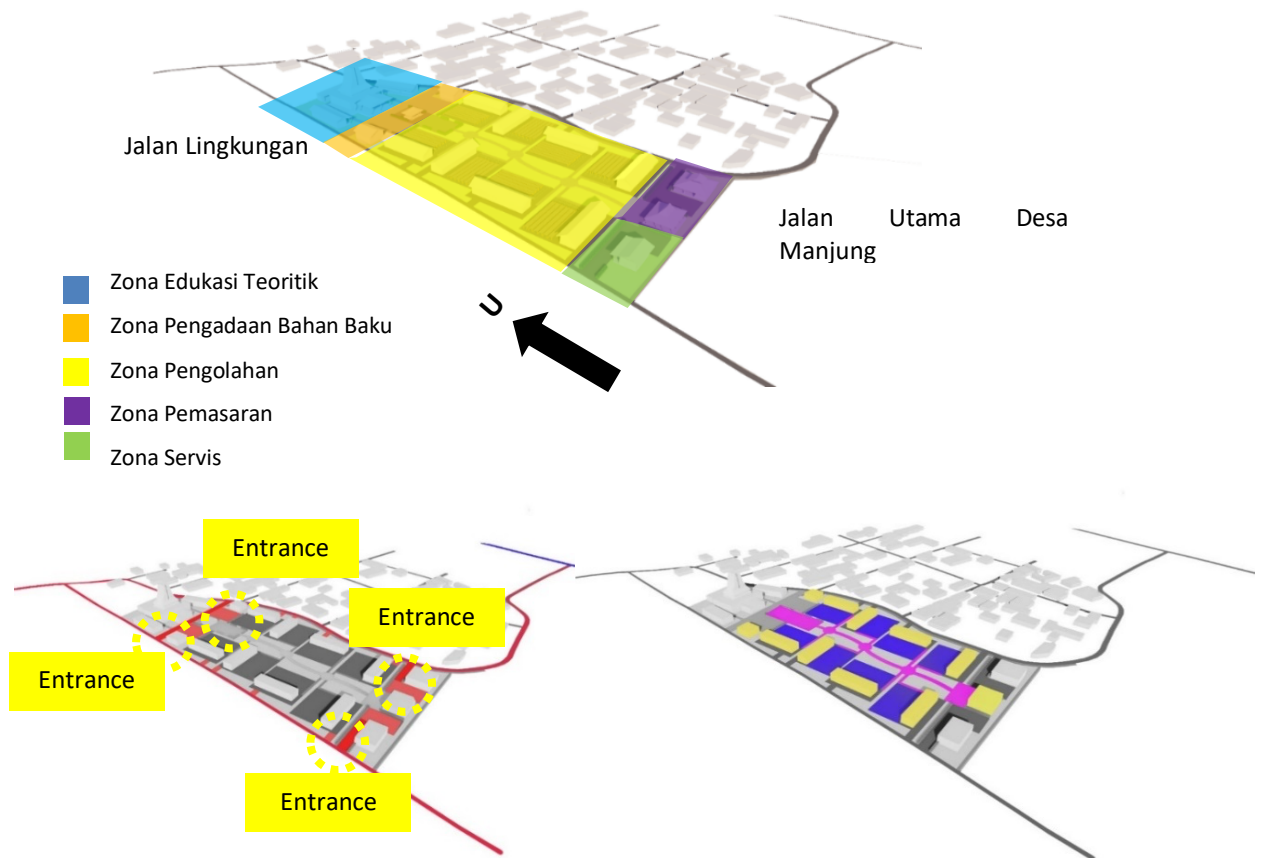 Jalan Lingkungan
Jalan Utama Desa
Manjung
U
Zona Edukasi Teoritik
Zona Pengadaan Bahan Baku
Zona Pengolahan
Zona Pemasaran
Zona Servis
Entrance
Entrance
Entrance
Entrance